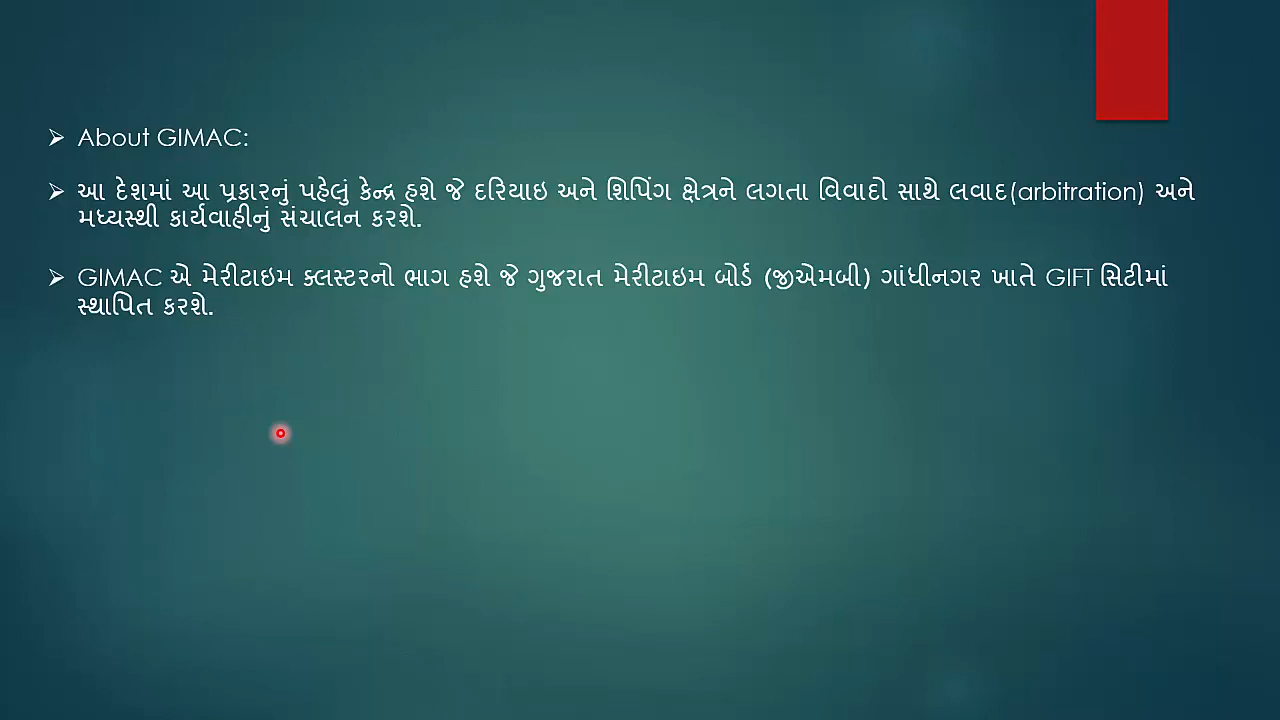 About GIMAC:
આ દેશમાં આ પ્રકારનું પહેલું કેન્દ્ર હશે જે દરિયાઇ અને શિપિંગ ક્ષેત્રને લગતા વિવાદો સાથે લવાદ(arbitration) અને
મધ્યસ્થી કાર્યવાહીનું સંચાલન કરશે.
GIMAC એ મેરીટાઇમ ક્લસ્ટરનો ભાગ હશે જે ગુજરાત મેરીટાઇમ બોર્ડ (જીએમબી) ગાંધીનગર ખાતે GIFT સિટીમાં
સ્થાપિત કરશે.